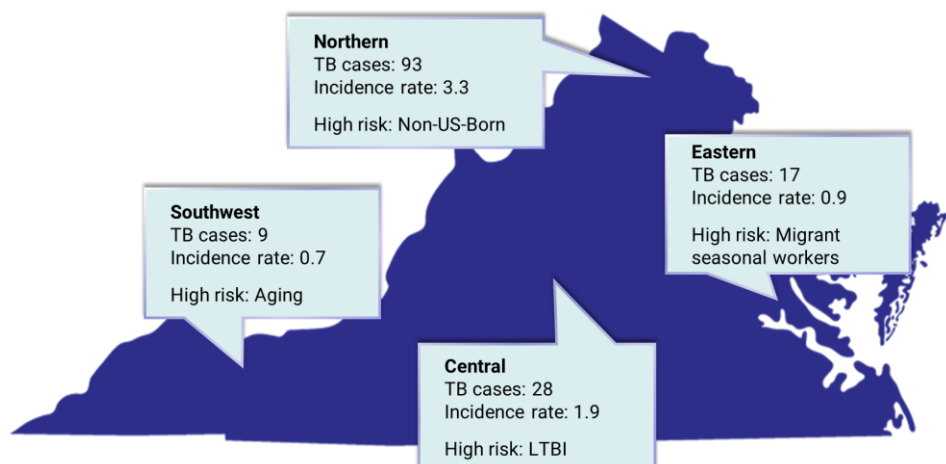 Northern
TB cases: 93
Incidence rate: 3.3
High risk: Non-US-Born
Eastern
TB cases: 17
Incidence rate: 0.9
High risk: Migrant
seasonal workers
Southwest
TB cases: 9
Incidence rate: 0.7
High risk: Aging
Central
TB cases: 28
Incidence rate: 1.9
High risk: LTBI